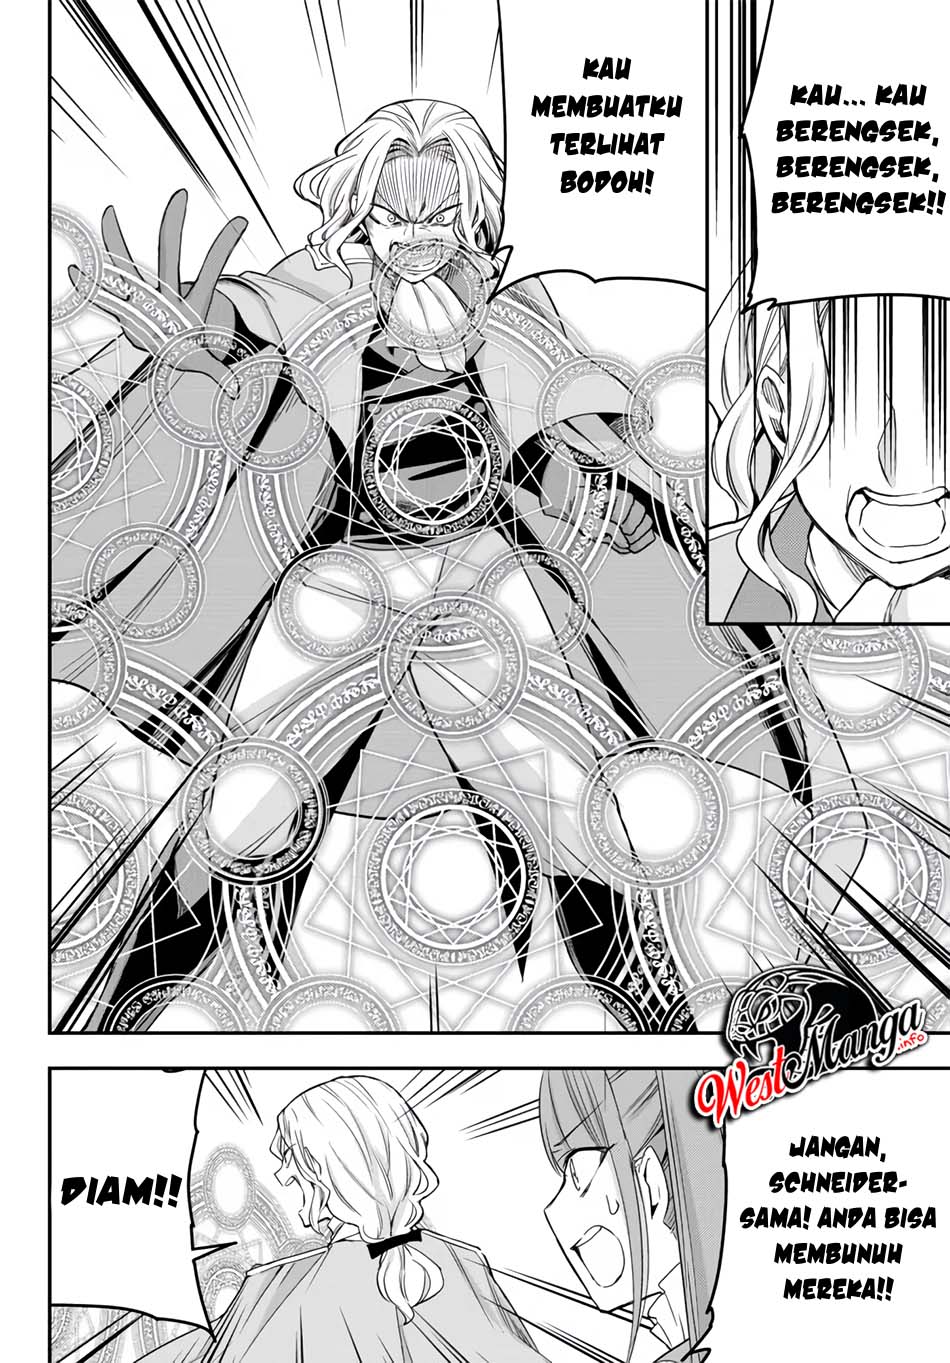 KAU... KAU
BERENGSEK,
BERENGSEK,
BERENGSEK!!
KAU
MEMBUATKU
TERLIHAT
BODOH!
WESTMANGA
.info
JANGAN,
SCHNEIDER-
SAMA! ANDA BISA
MEMBUNUH
MEREKA!!
DIAM!!